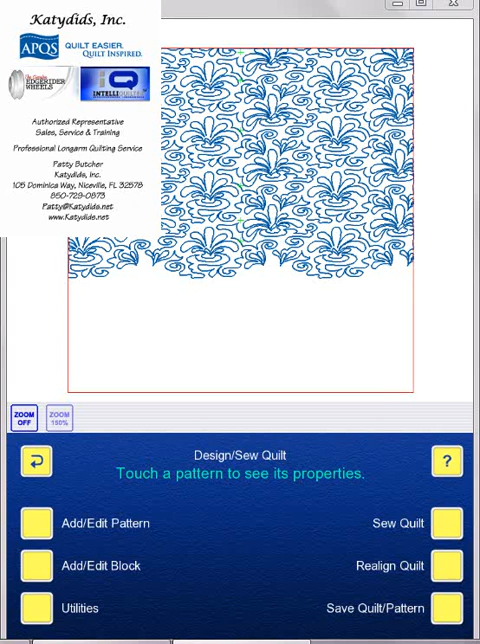 Katydids, Inc.
APQS QUILT EASIER.
QUILT INSPIRED.
EDGERIDER
WHEELS
iQ
INTELLIQUILTER
Authorized Representative
Sales, Service & Training
Professional Longarm Quilting Service
Patty Butcher
Katydids, Inc.
105 Dominica Way, Niceville, FL 32578
850-729-0873
Patty@Katydids.net
www.Katydids.net
ZOOM
OFF
ZOOM
150%
Design/Sew Quilt
?
Touch a pattern to see its properties.
Add/Edit Pattern
Sew Quilt
Add/Edit Block
Realign Quilt
Utilities
Save Quilt/Pattern